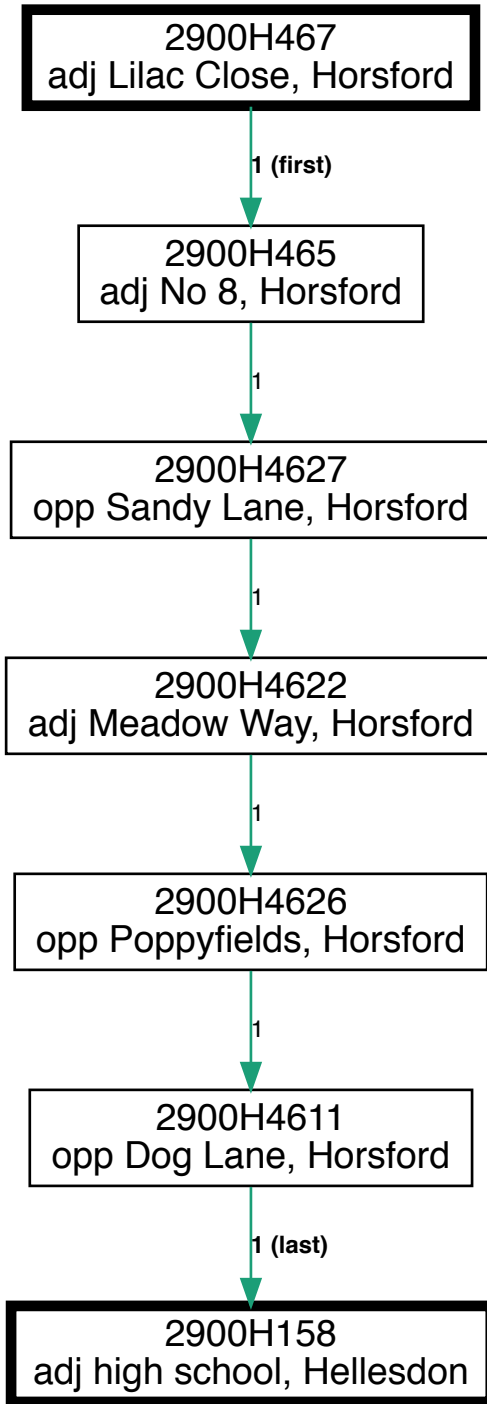 2900H467
adj Lilac Close, Horsford
1 (first)
2900H465
adj No 8, Horsford
1
2900H4627
opp Sandy Lane, Horsford
1
2900H4622
adj Meadow Way, Horsford
1
2900H4626
opp Poppyfields, Horsford
1
2900H4611
opp Dog Lane, Horsford
1 (last)
2900H158
adj high school, Hellesdon